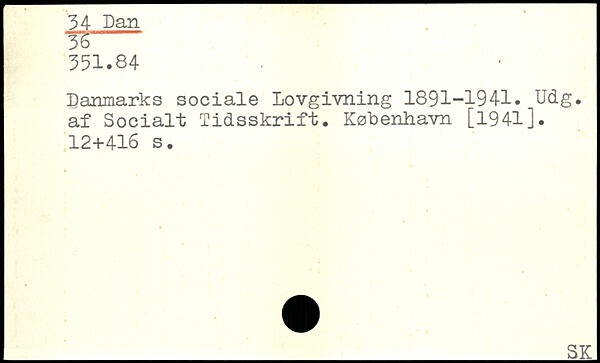 34 Dan
36
351.84
Danmarks sociale Lovgivning 1891-1941. Udg.
af Socialt Tidsskrift. København [1941].
12+416 s.
SK